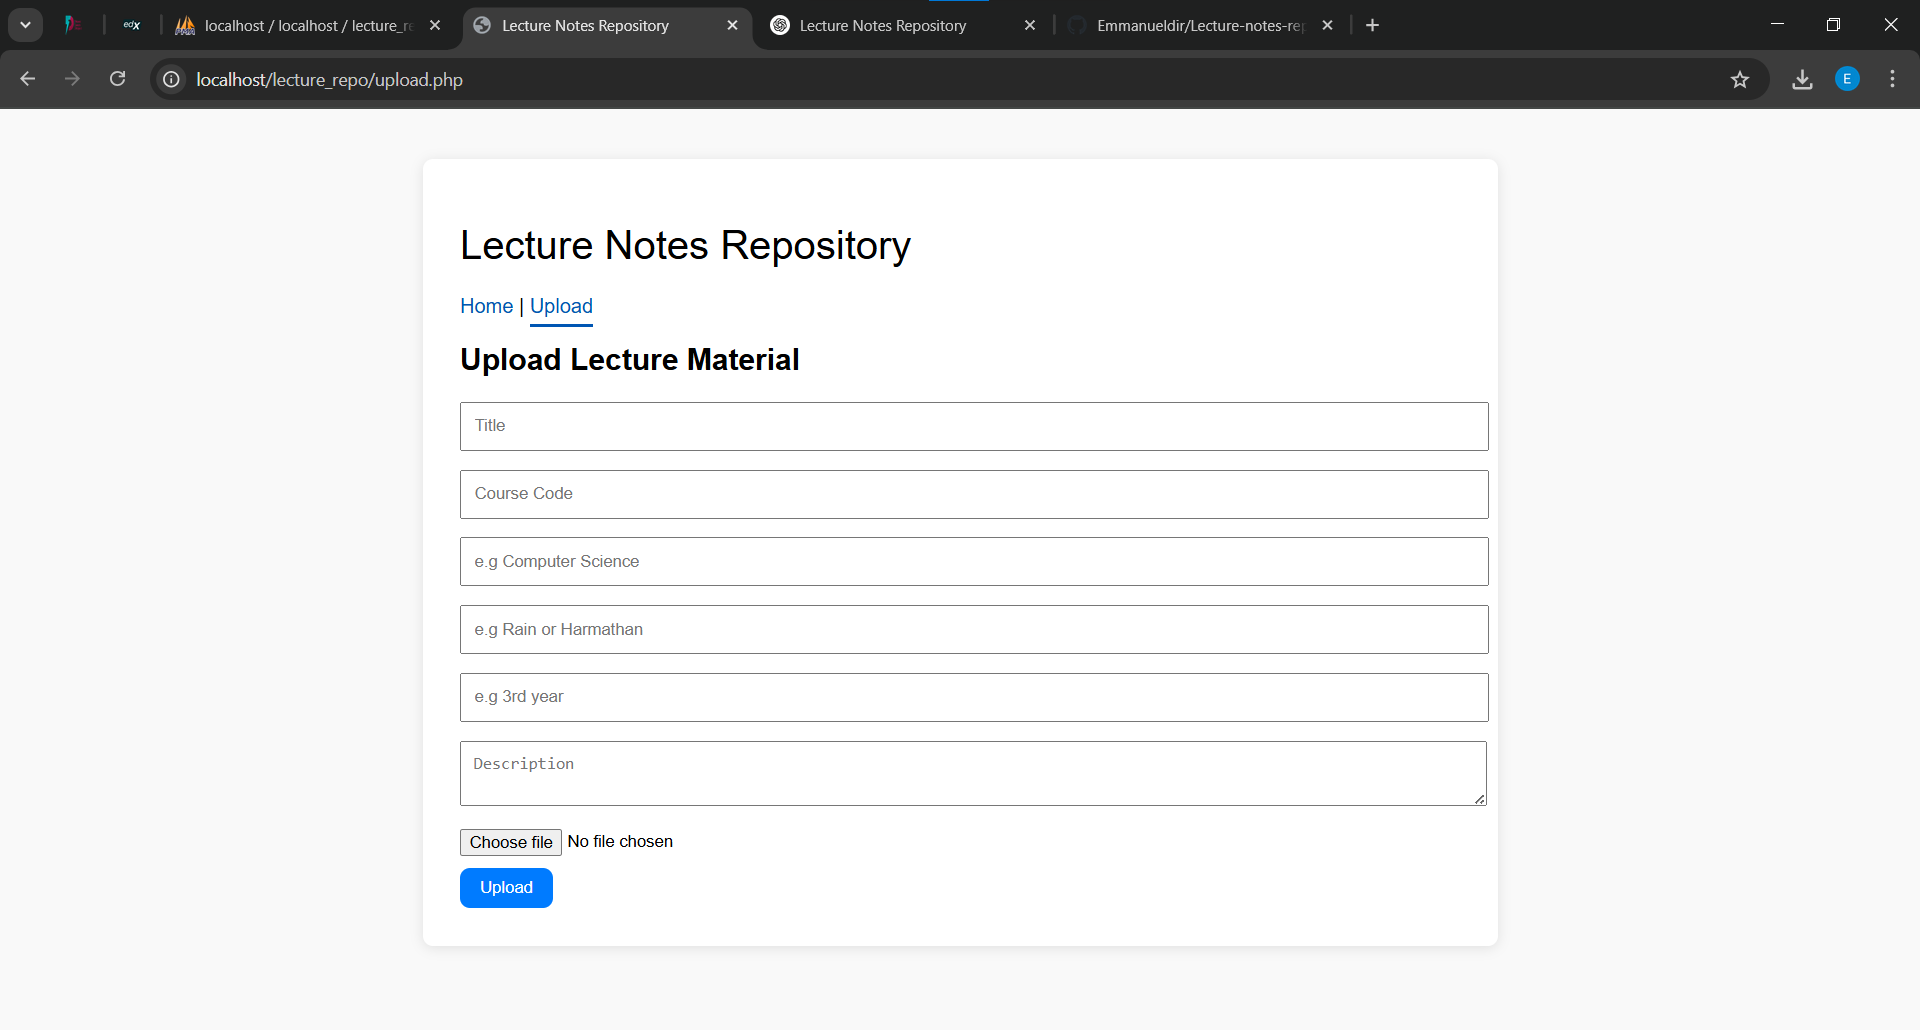 edx
localhost / localhost / lecture_re
Lecture Notes Repository
Lecture Notes Repository
Emmanueldir/Lecture-notes-rep
localhost/lecture_repo/upload.php
E
Lecture Notes Repository
Home | Upload
Upload Lecture Material
Title
Course Code
e.g Computer Science
e.g Rain or Harmathan
e.g 3rd year
Description
Choose file No file chosen
Upload